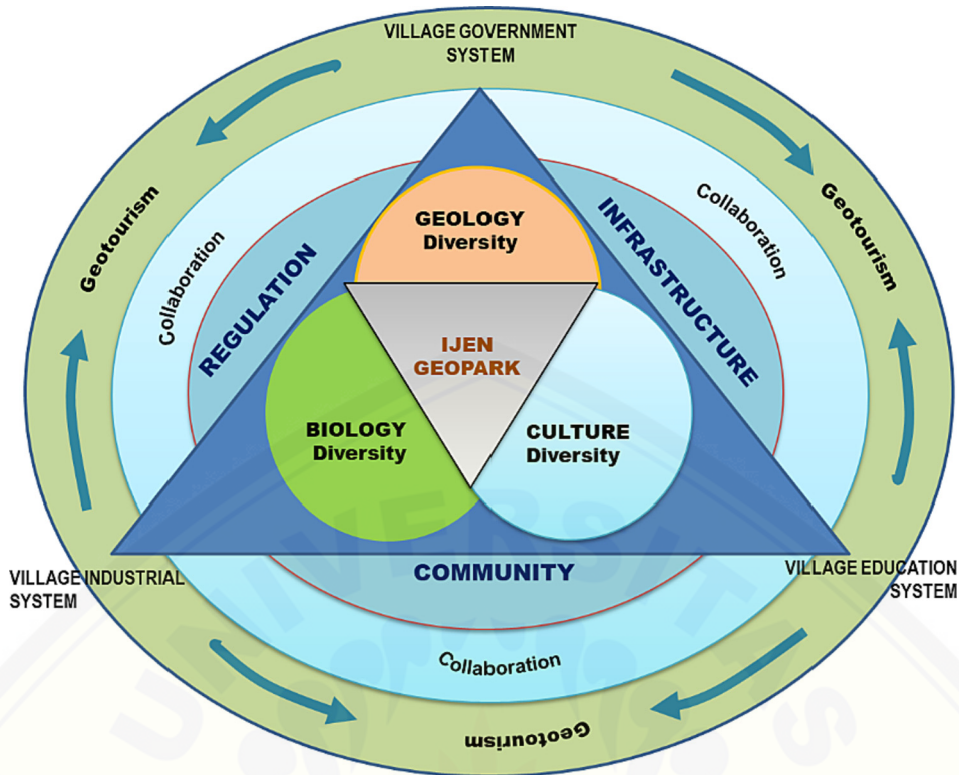 VILLAGE GOVERNMENT
SYSTEM
Geotourism
Collaboration
REGULATION
GEOLOGY
Diversity
INFRASTRUCTURE
Collaboration
Geotourism
IJEN
GEOPARK
BIOLOGY
Diversity
CULTURE
Diversity
VILLAGE INDUSTRIAL
SYSTEM
COMMUNITY
VILLAGE EDUCATION
SYSTEM
Collaboration
Geotourism
UNIVERSITAS